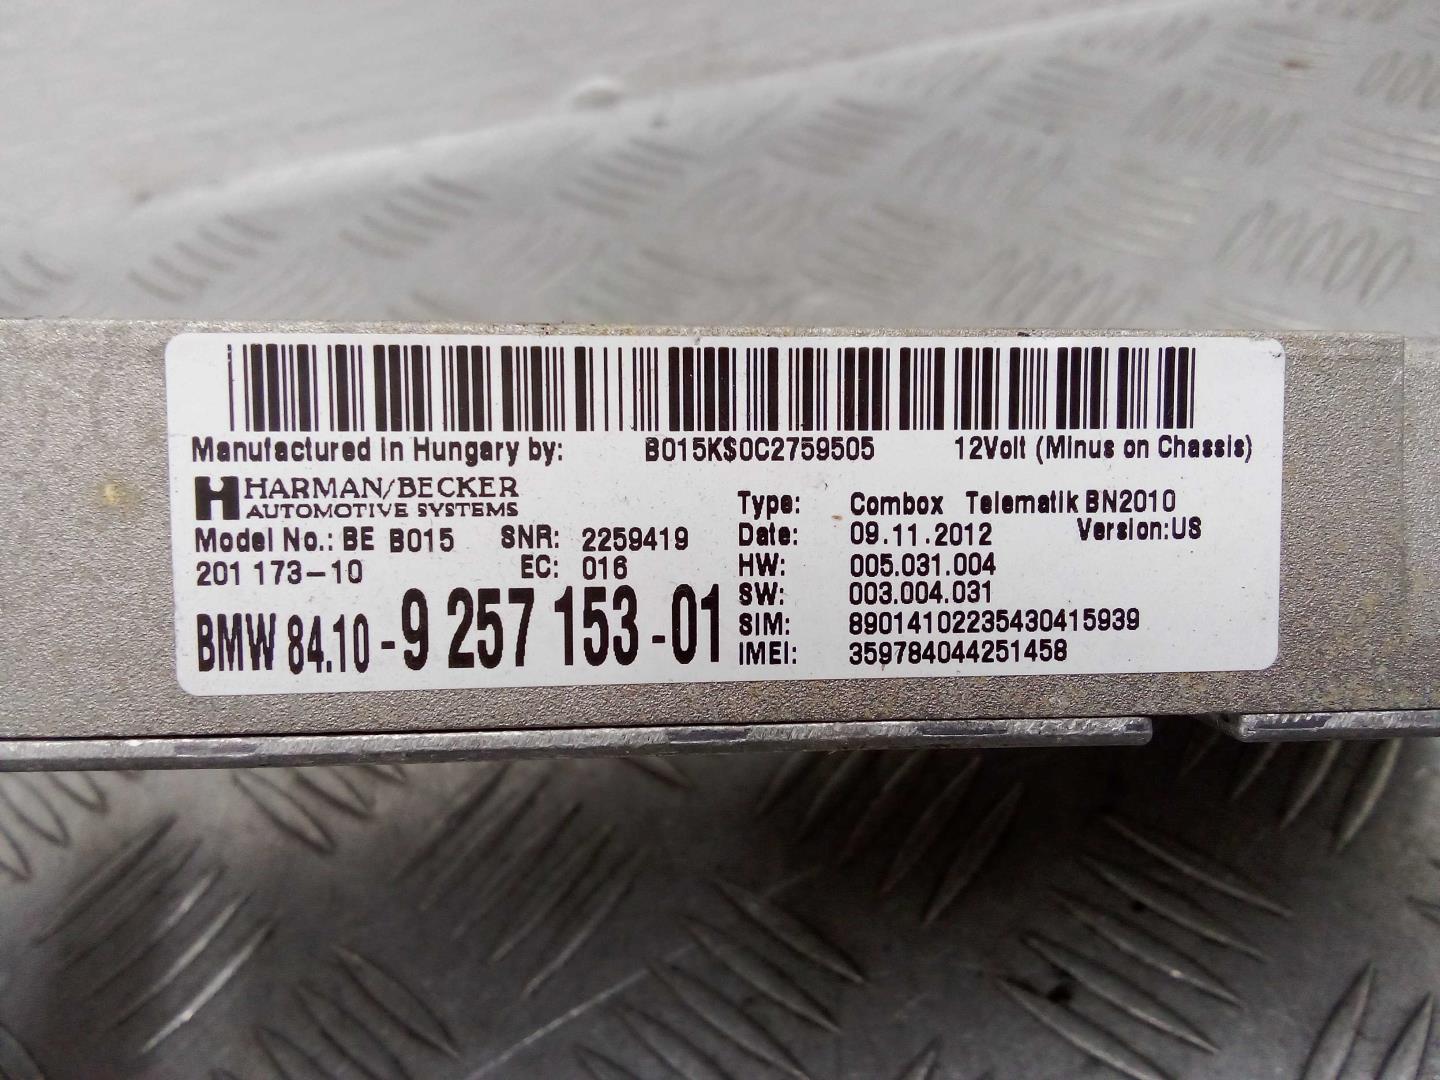 Manufactured in Hungary by: B015K$0C2759505 12Volt (Minus on Chassis)
HARMAN/BECKER
AUTOMOTIVE SYSTEMS
Type: Combox Telematik BN2010
Model No.: BE B015 SNR: 2259419 Date: 09.11.2012 Version:US
201 173-10 EC: 016 HW: 005.031.004
SW: 003.004.031
BMW 84.10-9 257 153-01 SIM: 89014102235430415939
IMEI: 359784044251458